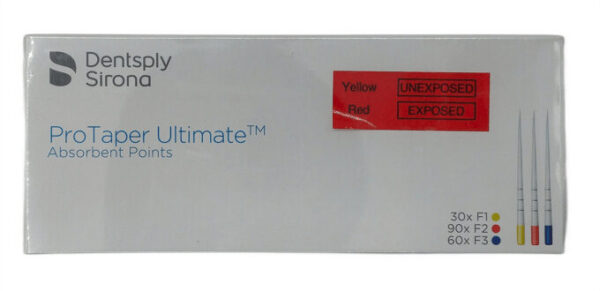 Dentsply
Sirona
Yellow UNEXPOSED
Red EXPOSED
ProTaper Ultimate™
Absorbent Points
30x F1
90x F2
60x F3